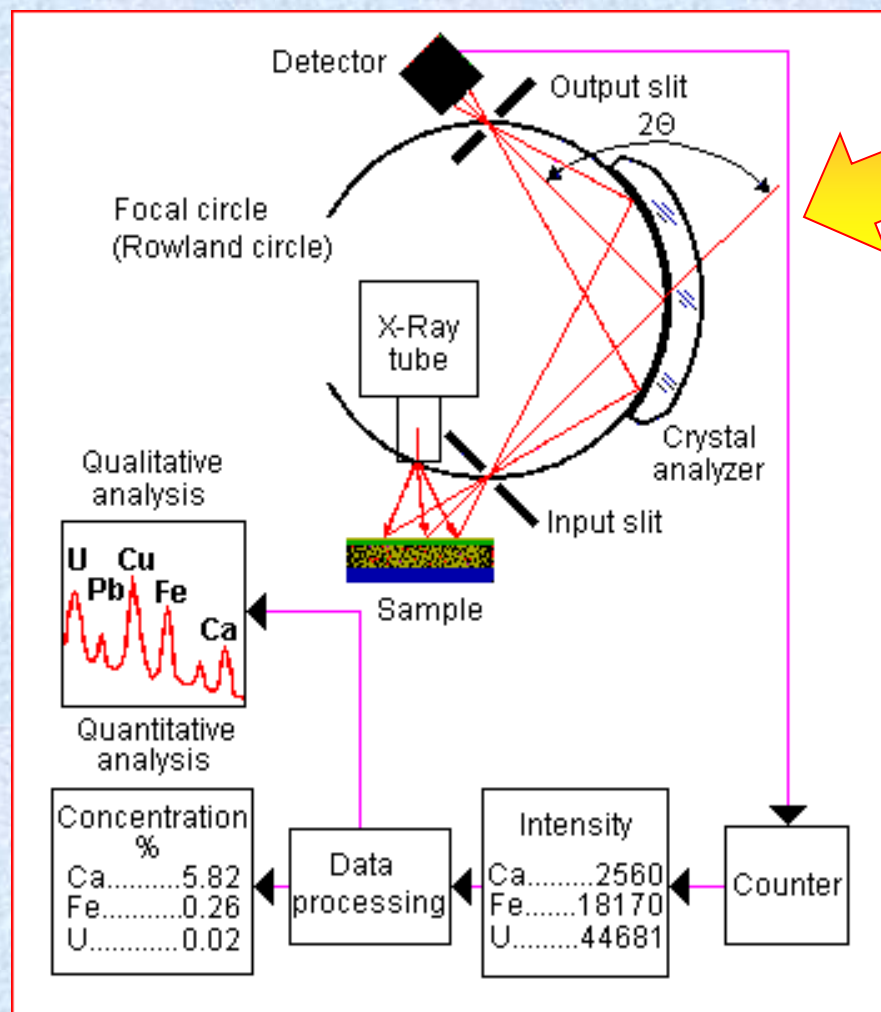 Detector
Output slit
2Θ
Focal circle
(Rowland circle)
X-Ray
tube
Crystal
analyzer
Input slit
Sample
Qualitative
analysis
U
Pb
Cu
Fe
Ca
Quantitative
analysis
Concentration
%
Ca..........5.82
Fe...........0.26
U............0.02
Data
processing
Intensity
Ca.........2560
Fe.......18170
U.........44681
Counter